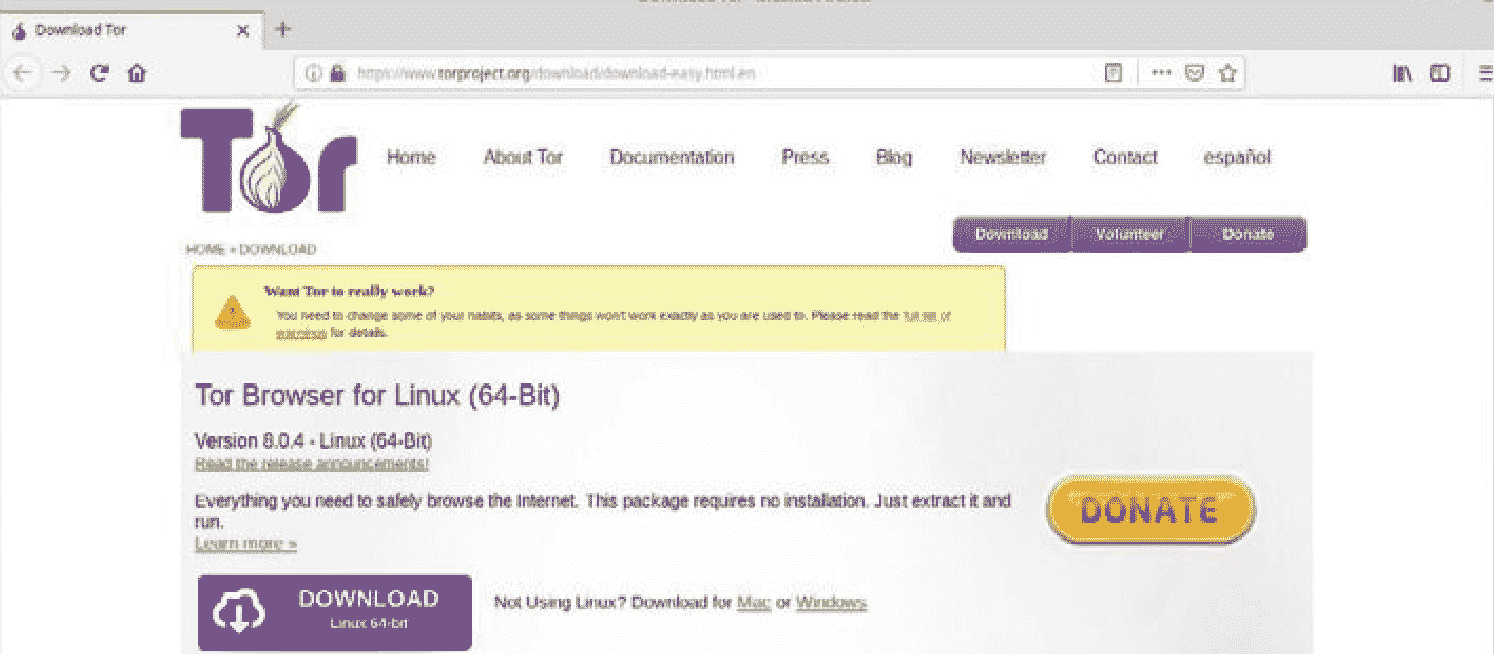 Download Tor
https://www.torproject.org/download/download-easy.html.en
Tor
Home About Tor Documentation Press Blog Newsletter Contact español
Download Volunteer Donate
HOME » DOWNLOAD
Want Tor to really work?
You need to change some of your habits, as some things won't work exactly as you are used to. Please read the full list of
warnings for details.
Tor Browser for Linux (64-Bit)
Version 8.0.4 - Linux (64-Bit)
Read the release announcements!
Everything you need to safely browse the Internet. This package requires no installation. Just extract it and
run.
Learn more »
DONATE
DOWNLOAD
Linux 64-bit
Not Using Linux? Download for Mac or Windows